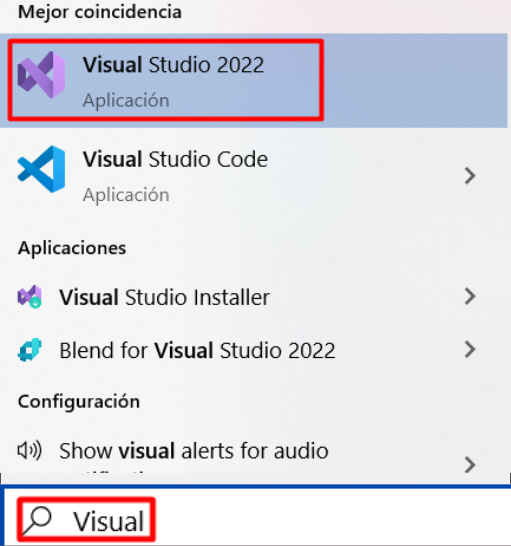 Mejor coincidencia
Visual Studio 2022
Aplicación
Visual Studio Code
Aplicación
Aplicaciones
Visual Studio Installer
Blend for Visual Studio 2022
Configuración
Show visual alerts for audio
Visual